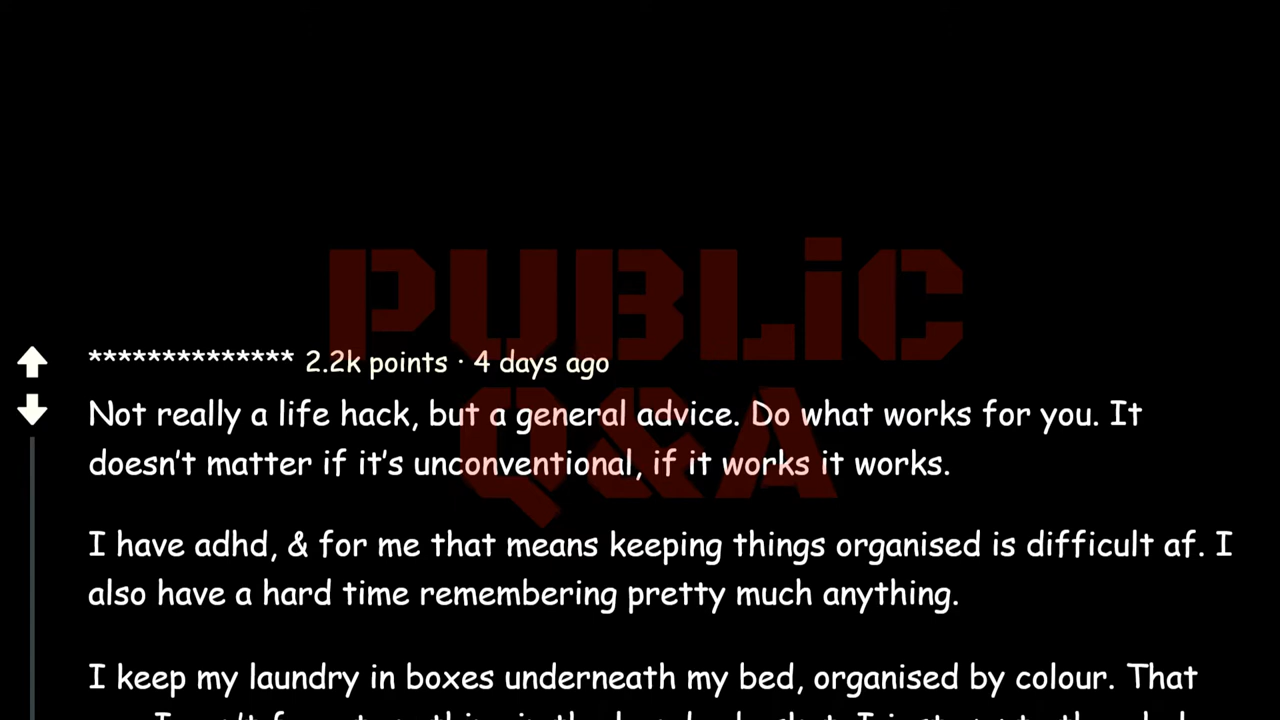 PUBLiC
Q&A
************** 2.2k points · 4 days ago
Not really a life hack, but a general advice. Do what works for you. It
doesn't matter if it's unconventional, if it works it works.
I have adhd, & for me that means keeping things organised is difficult af. I
also have a hard time remembering pretty much anything.
I keep my laundry in boxes underneath my bed, organised by colour. That